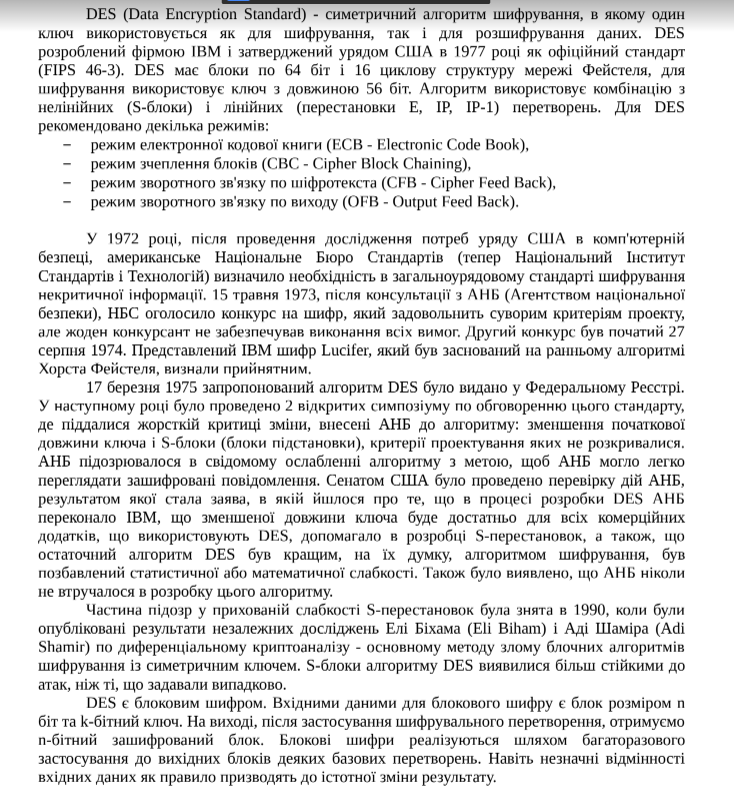 DES (Data Encryption Standard) - симетричний алгоритм шифрування, в якому один
ключ використовується як для шифрування, так і для розшифрування даних. DES
розроблений фірмою IBM і затверджений урядом США в 1977 році як офіційний стандарт
(FIPS 46-3). DES має блоки по 64 біт і 16 циклову структуру мережі Фейстеля, для
шифрування використовує ключ з довжиною 56 біт. Алгоритм використовує комбінацію з
нелінійних (S-блоки) і лінійних (перестановки E, IP, IP-1) перетворень. Для DES
рекомендовано декілька режимів:
− режим електронної кодової книги (ECB - Electronic Code Book),
− режим зчеплення блоків (CBC - Cipher Block Chaining),
− режим зворотного зв'язку по шіфротекста (CFB - Cipher Feed Back),
− режим зворотного зв'язку по виходу (OFB - Output Feed Back).
У 1972 році, після проведення дослідження потреб уряду США в комп'ютерній
безпеці, американське Національне Бюро Стандартів (тепер Національний Інститут
Стандартів і Технологій) визначило необхідність в загальноурядовому стандарті шифрування
некритичної інформації. 15 травня 1973, після консультації з АНБ (Агентством національної
безпеки), НБС оголосило конкурс на шифр, який задовольнить суворим критеріям проекту,
але жоден конкурсант не забезпечував виконання всіх вимог. Другий конкурс був початий 27
серпня 1974. Представлений IBM шифр Lucifer, який був заснований на ранньому алгоритмі
Хорста Фейстеля, визнали прийнятним.
17 березня 1975 запропонований алгоритм DES було видано у Федеральному Реєстрі.
У наступному році було проведено 2 відкритих симпозіуму по обговоренню цього стандарту,
де піддалися жорсткій критиці зміни, внесені АНБ до алгоритму: зменшення початкової
довжини ключа і S-блоки (блоки підстановки), критерії проектування яких не розкривалися.
АНБ підозрювалося в свідомому ослабленні алгоритму з метою, щоб АНБ могло легко
переглядати зашифровані повідомлення. Сенатом США було проведено перевірку дій АНБ,
результатом якої стала заява, в якій йшлося про те, що в процесі розробки DES АНБ
переконало IBM, що зменшеної довжини ключа буде достатньо для всіх комерційних
додатків, що використовують DES, допомагало в розробці S-перестановок, а також, що
остаточний алгоритм DES був кращим, на їх думку, алгоритмом шифрування, був
позбавлений статистичної або математичної слабкості. Також було виявлено, що АНБ ніколи
не втручалося в розробку цього алгоритму.
Частина підозр у прихованій слабкості S-перестановок була знята в 1990, коли були
опубліковані результати незалежних досліджень Елі Біхама (Eli Biham) і Аді Шаміра (Adi
Shamir) по диференціальному криптоаналізу - основному методу злому блочних алгоритмів
шифрування із симетричним ключем. S-блоки алгоритму DES виявилися більш стійкими до
атак, ніж ті, що задавали випадково.
DES є блоковим шифром. Вхідними даними для блокового шифру є блок розміром n
біт та k-бітний ключ. На виході, після застосування шифрувального перетворення, отримуємо
n-бітний зашифрований блок. Блокові шифри реалізуються шляхом багаторазового
застосування до вихідних блоків деяких базових перетворень. Навіть незначні відмінності
вхідних даних як правило призводять до істотної зміни результату.